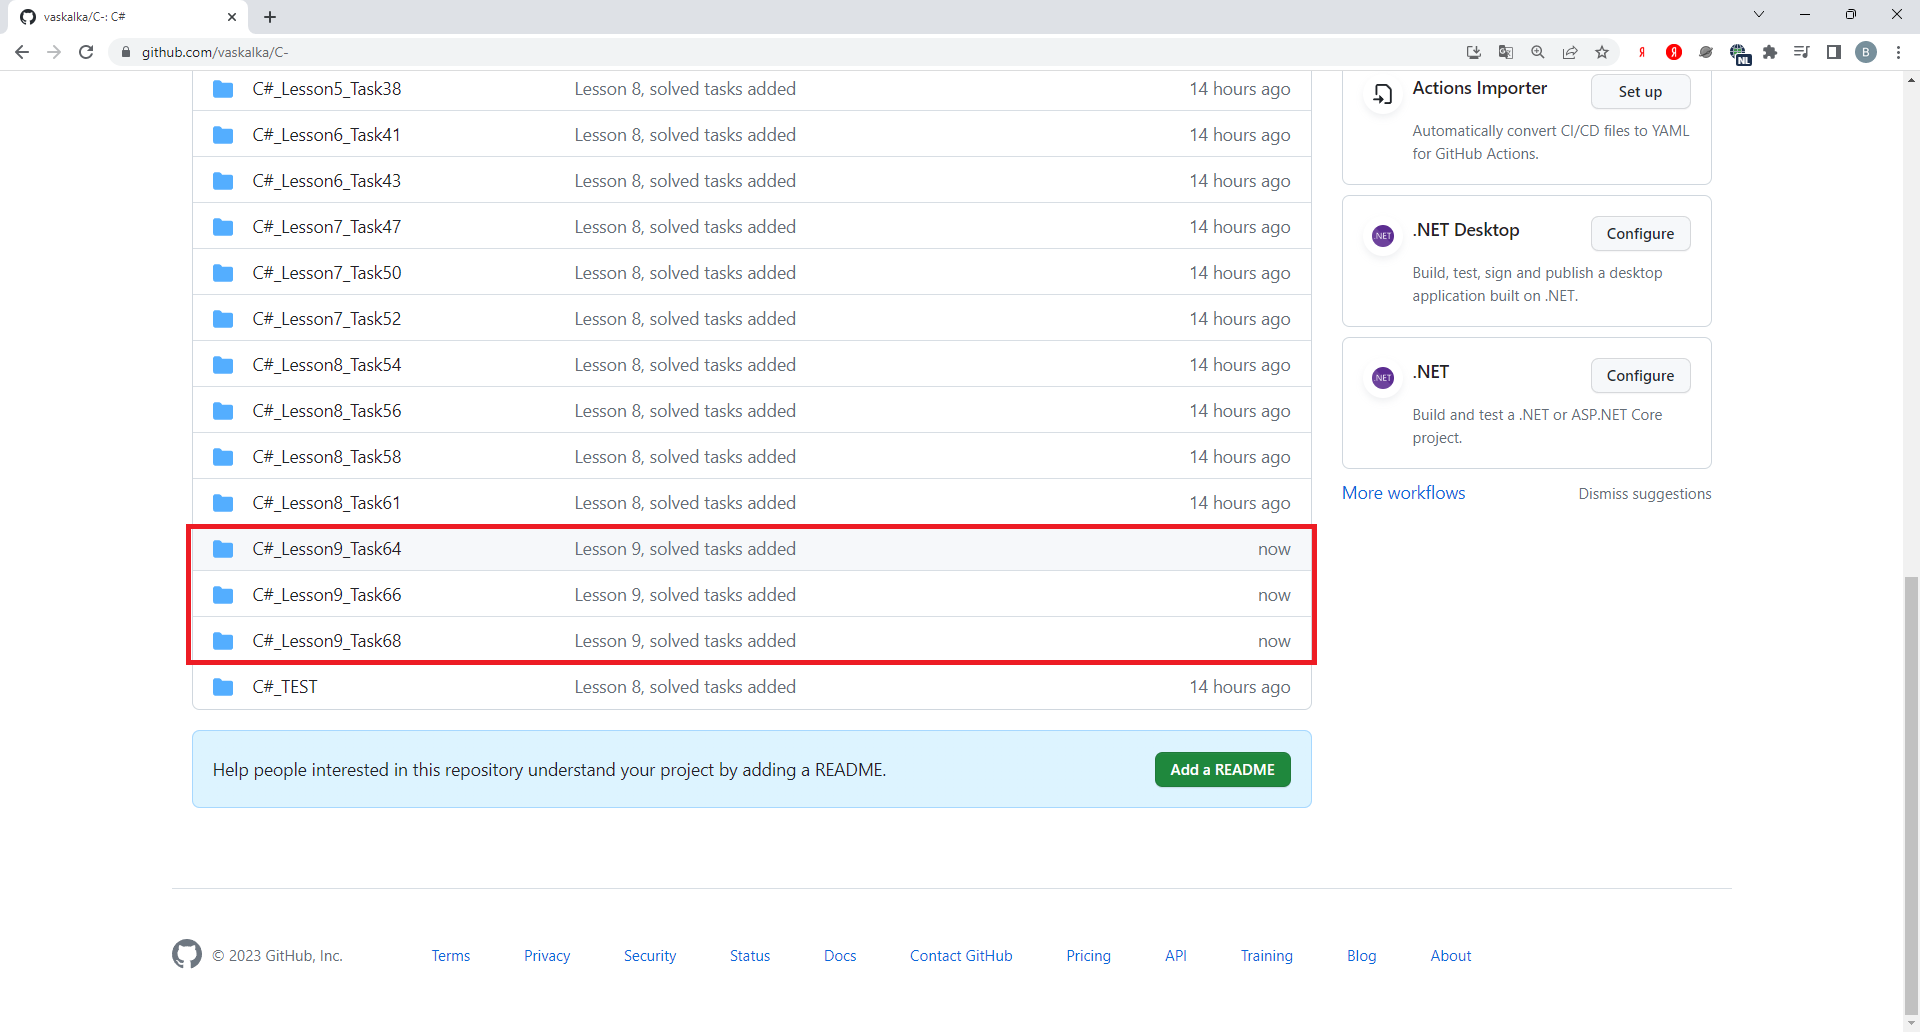 vaskalka/C-: C#
github.com/vaskalka/C-
NL
B
C#_Lesson5_Task38 Lesson 8, solved tasks added 14 hours ago
C#_Lesson6_Task41 Lesson 8, solved tasks added 14 hours ago
C#_Lesson6_Task43 Lesson 8, solved tasks added 14 hours ago
C#_Lesson7_Task47 Lesson 8, solved tasks added 14 hours ago
C#_Lesson7_Task50 Lesson 8, solved tasks added 14 hours ago
C#_Lesson7_Task52 Lesson 8, solved tasks added 14 hours ago
C#_Lesson8_Task54 Lesson 8, solved tasks added 14 hours ago
C#_Lesson8_Task56 Lesson 8, solved tasks added 14 hours ago
C#_Lesson8_Task58 Lesson 8, solved tasks added 14 hours ago
C#_Lesson8_Task61 Lesson 8, solved tasks added 14 hours ago
C#_Lesson9_Task64 Lesson 9, solved tasks added now
C#_Lesson9_Task66 Lesson 9, solved tasks added now
C#_Lesson9_Task68 Lesson 9, solved tasks added now
C#_TEST Lesson 8, solved tasks added 14 hours ago
Help people interested in this repository understand your project by adding a README. Add a README
Actions Importer Set up
Automatically convert CI/CD files to YAML
for GitHub Actions.
.NET .NET Desktop Configure
Build, test, sign and publish a desktop
application built on .NET.
.NET .NET Configure
Build and test a .NET or ASP.NET Core
project.
More workflows Dismiss suggestions
© 2023 GitHub, Inc. Terms Privacy Security Status Docs Contact GitHub Pricing API Training Blog About